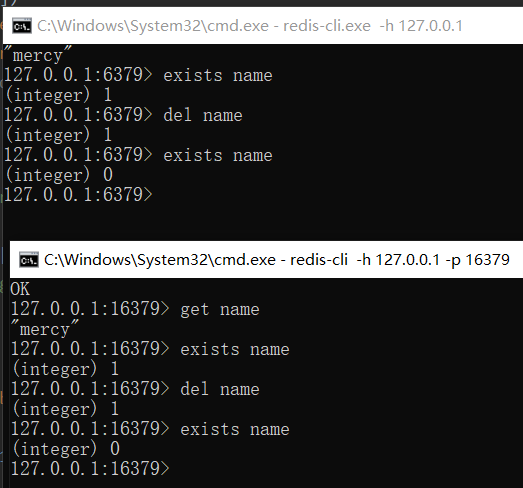 C:\Windows\System32\cmd.exe - redis-cli.exe -h 127.0.0.1
"mercy"
127.0.0.1:6379> exists name
(integer) 1
127.0.0.1:6379> del name
(integer) 1
127.0.0.1:6379> exists name
(integer) 0
127.0.0.1:6379>
C:\Windows\System32\cmd.exe - redis-cli -h 127.0.0.1 -p 16379
OK
127.0.0.1:16379> get name
"mercy"
127.0.0.1:16379> exists name
(integer) 1
127.0.0.1:16379> del name
(integer) 1
127.0.0.1:16379> exists name
(integer) 0
127.0.0.1:16379>